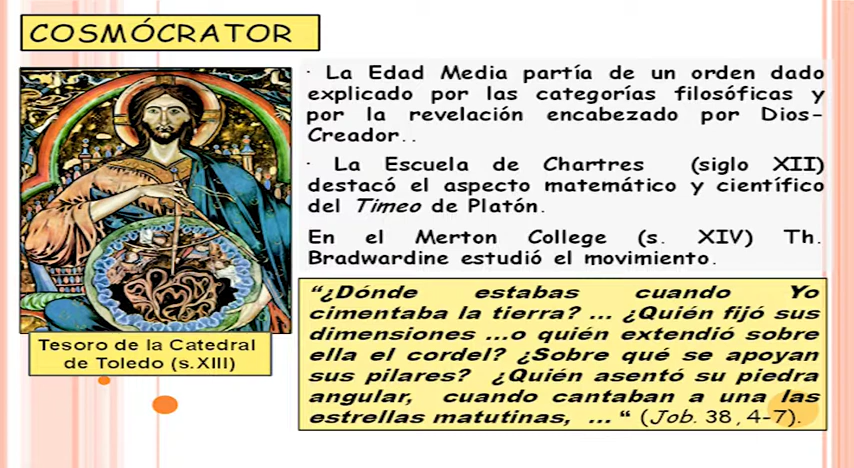 COSMÓCRATOR
· La Edad Media partía de un orden dado
explicado por las categorías filosóficas y
por la revelación encabezado por Dios-
Creador..
· La Escuela de Chartres (siglo XII)
destacó el aspecto matemático y científico
del Timeo de Platón.
En el Merton College (s. XIV) Th.
Bradwardine estudió el movimiento.
“¿Dónde estabas cuando Yo
cimentaba la tierra? ... ¿Quién fijó sus
dimensiones ...o quién extendió sobre
ella el cordel? ¿Sobre qué se apoyan
sus pilares? ¿Quién asentó su piedra
angular, cuando cantaban a una las
estrellas matutinas, ... “ (Job. 38, 4-7).
Tesoro de la Catedral
de Toledo (s.XIII)